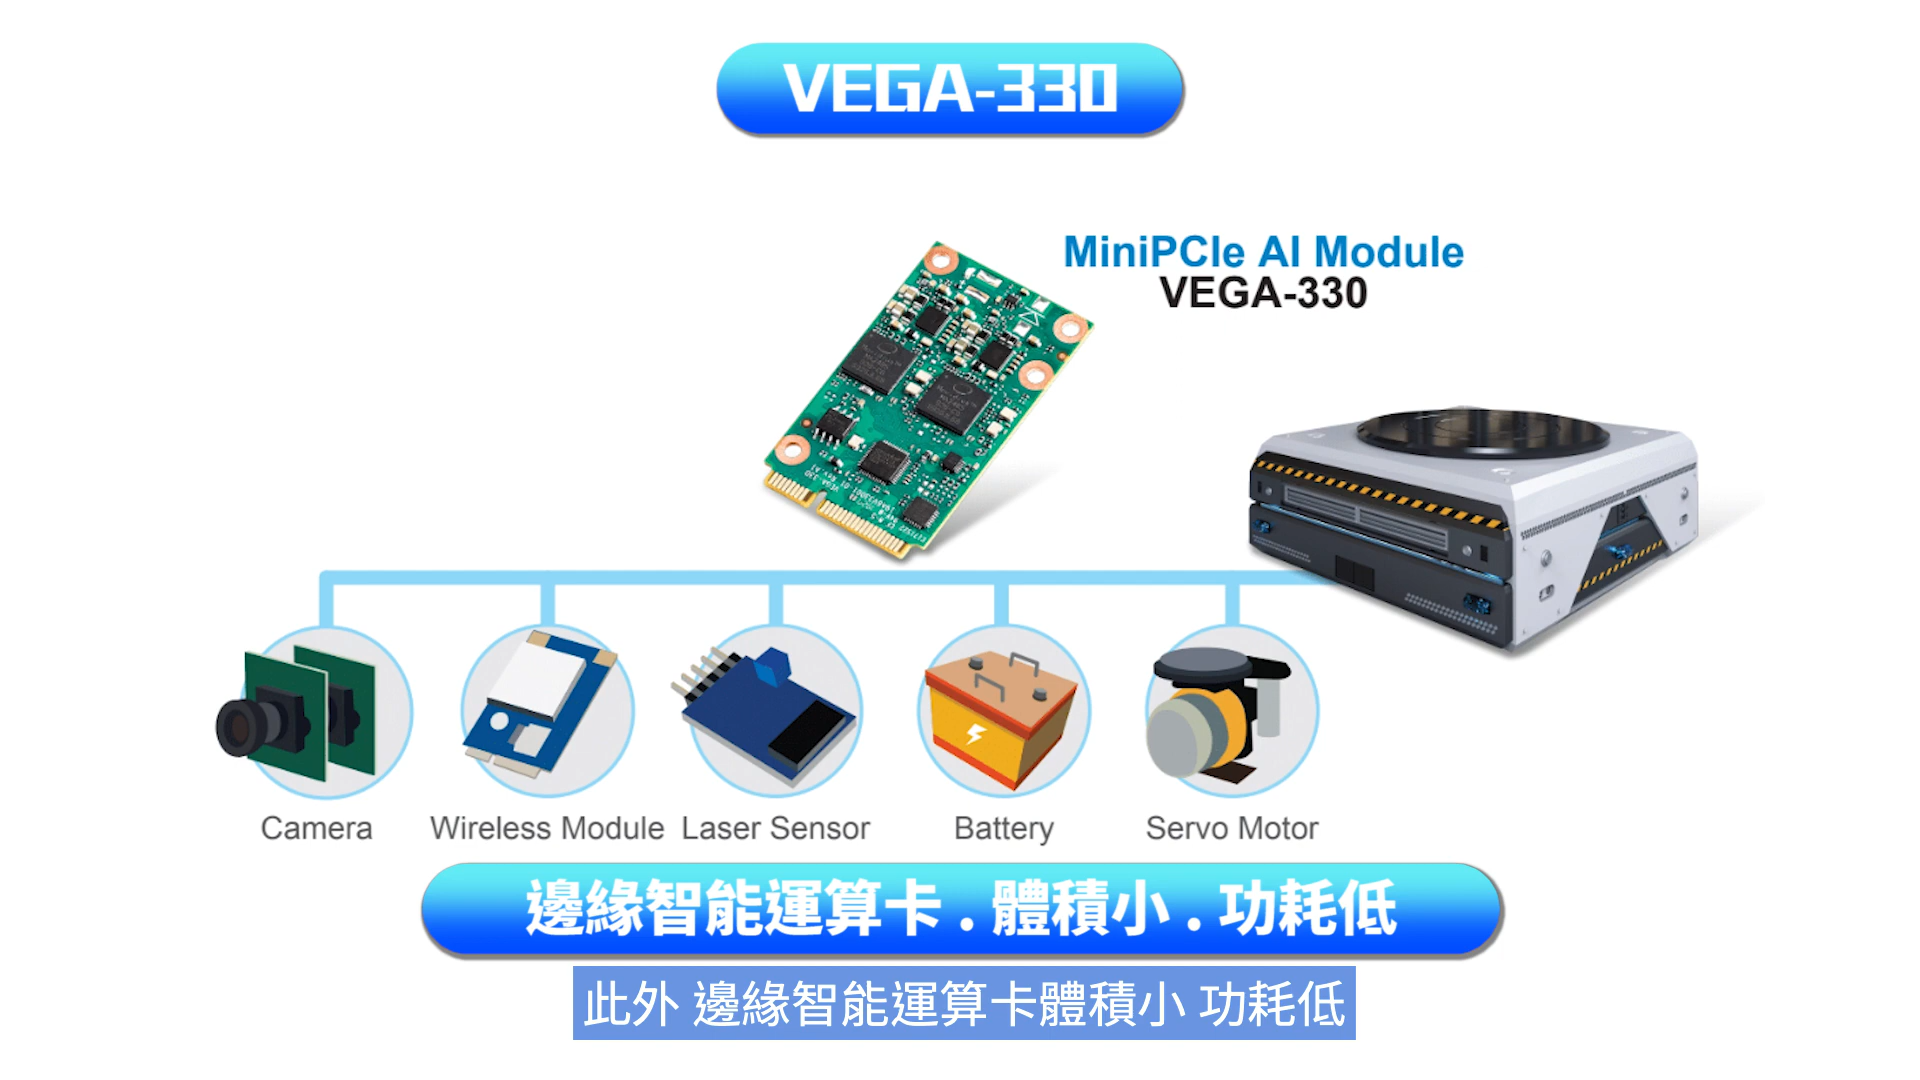 VEGA-330
MiniPCIe AI Module
VEGA-330
Camera
Wireless Module
Laser Sensor
Battery
Servo Motor
邊緣智能運算卡 . 體積小 . 功耗低
此外 邊緣智能運算卡體積小 功耗低